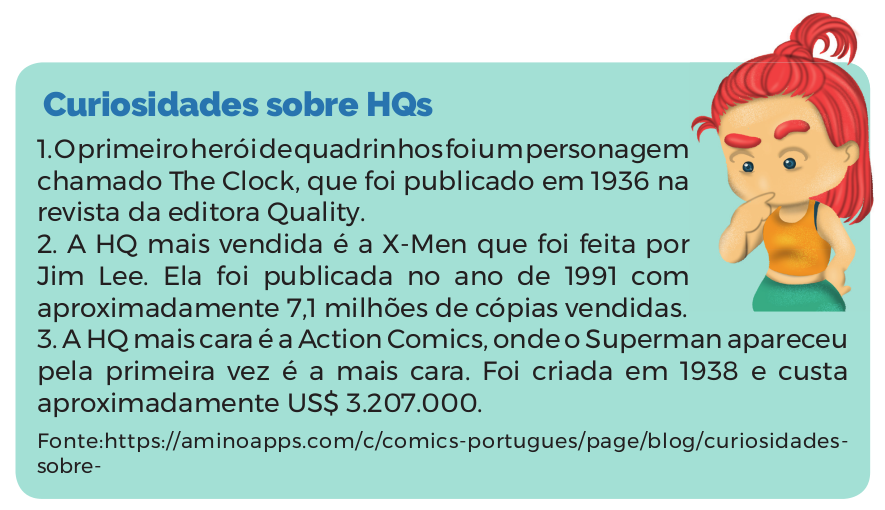 Curiosidades sobre HQs
1. O primeiro herói de quadrinhos foi um personagem
chamado The Clock, que foi publicado em 1936 na
revista da editora Quality.
2. A HQ mais vendida é a X-Men que foi feita por
Jim Lee. Ela foi publicada no ano de 1991 com
aproximadamente 7,1 milhões de cópias vendidas.
3. A HQ mais cara é a Action Comics, onde o Superman apareceu
pela primeira vez é a mais cara. Foi criada em 1938 e custa
aproximadamente US$ 3.207.000.
Fonte:https://aminoapps.com/c/comics-portugues/page/blog/curiosidades-
sobre-